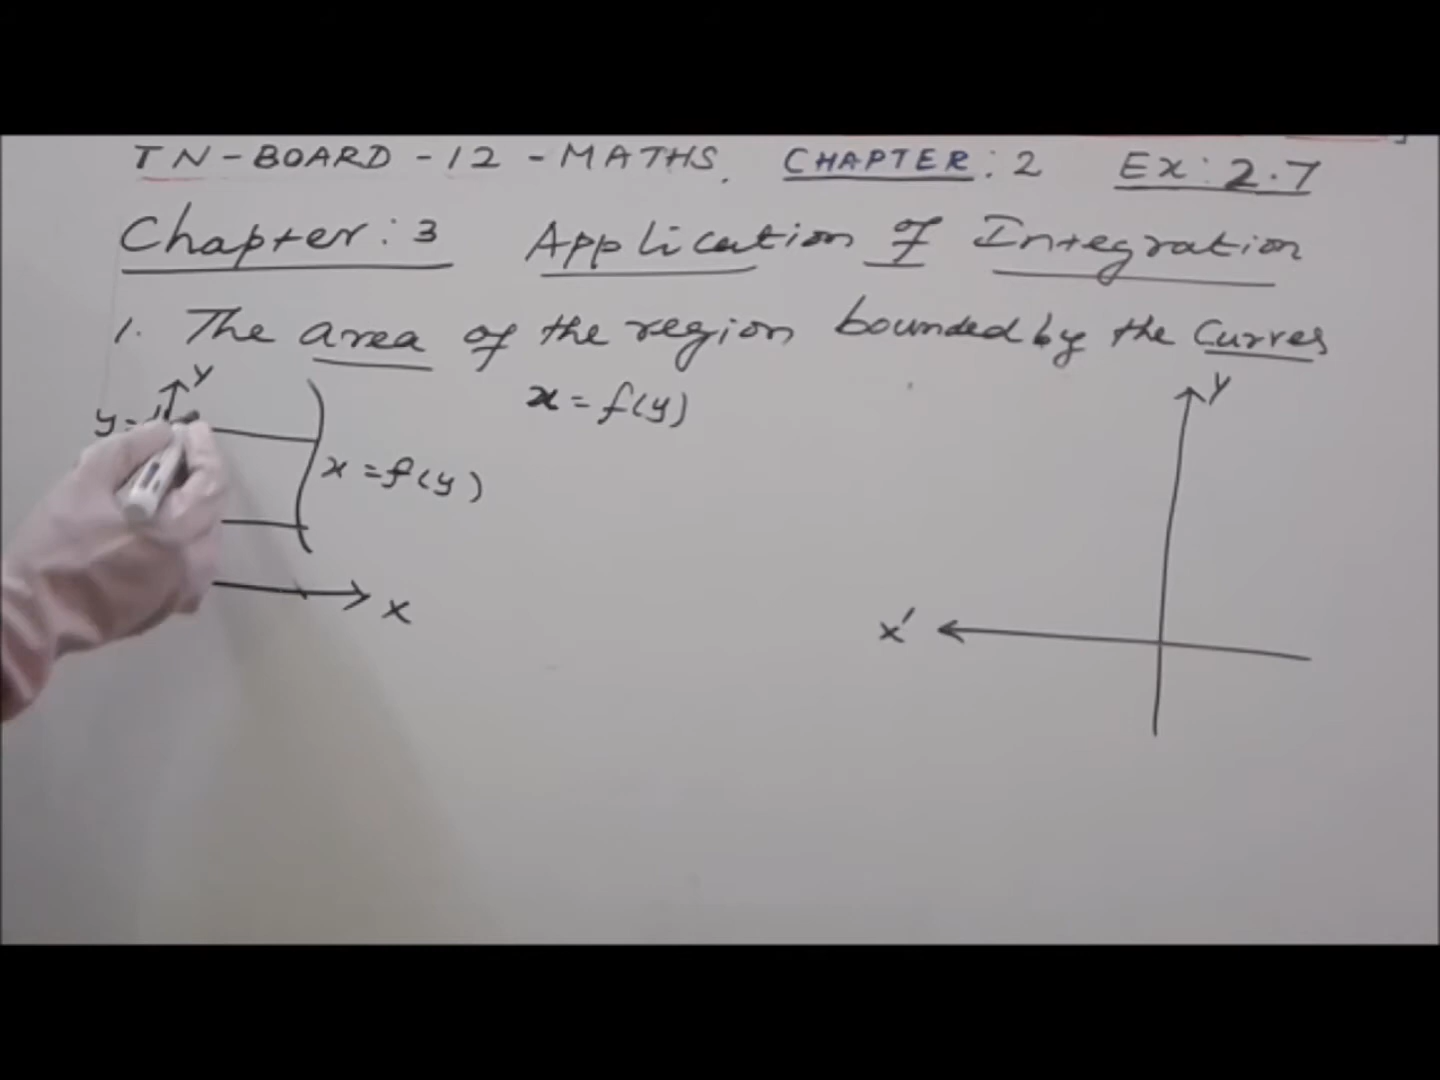 TN-BOARD-12-MATHS. CHAPTER: 2 Ex: 2.7
Chapter: 3 Application of Integration
1. The area of the region bounded by the Curves
x = f(y)
Y
y =
x = f(y)
X
Y
X'